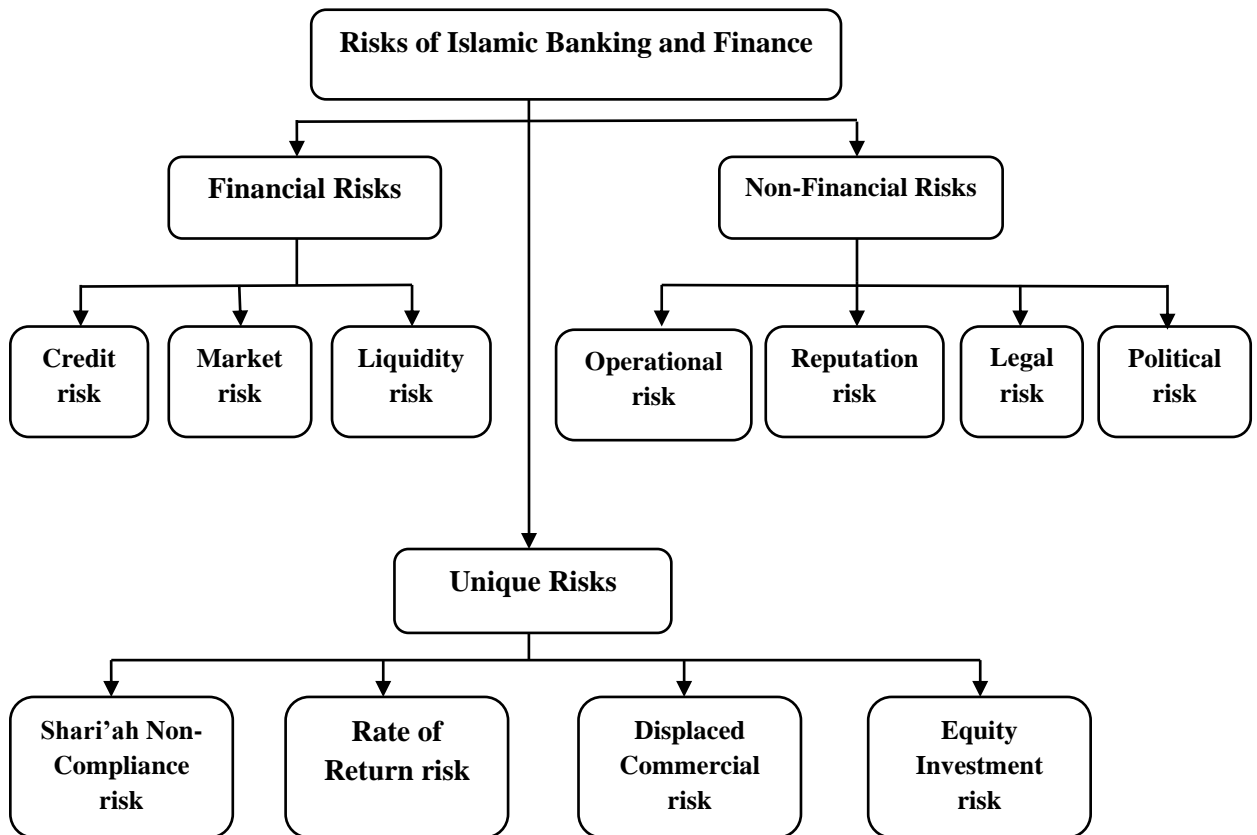 Risks of Islamic Banking and Finance
Financial Risks
Non-Financial Risks
Credit
risk
Market
risk
Liquidity
risk
Operational
risk
Reputation
risk
Legal
risk
Political
risk
Unique Risks
Shari’ah Non-
Compliance
risk
Rate of
Return risk
Displaced
Commercial
risk
Equity
Investment
risk